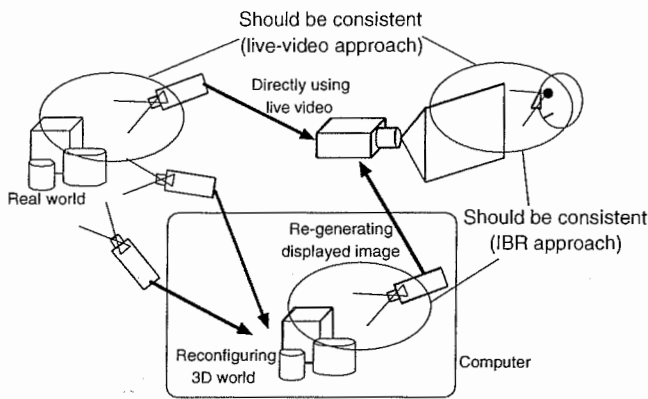 Should be consistent
(live-video approach)
Directly using
live video
Real world
Re-generating
displayed image
Should be consistent
(IBR approach)
Reconfiguring
3D world
Computer